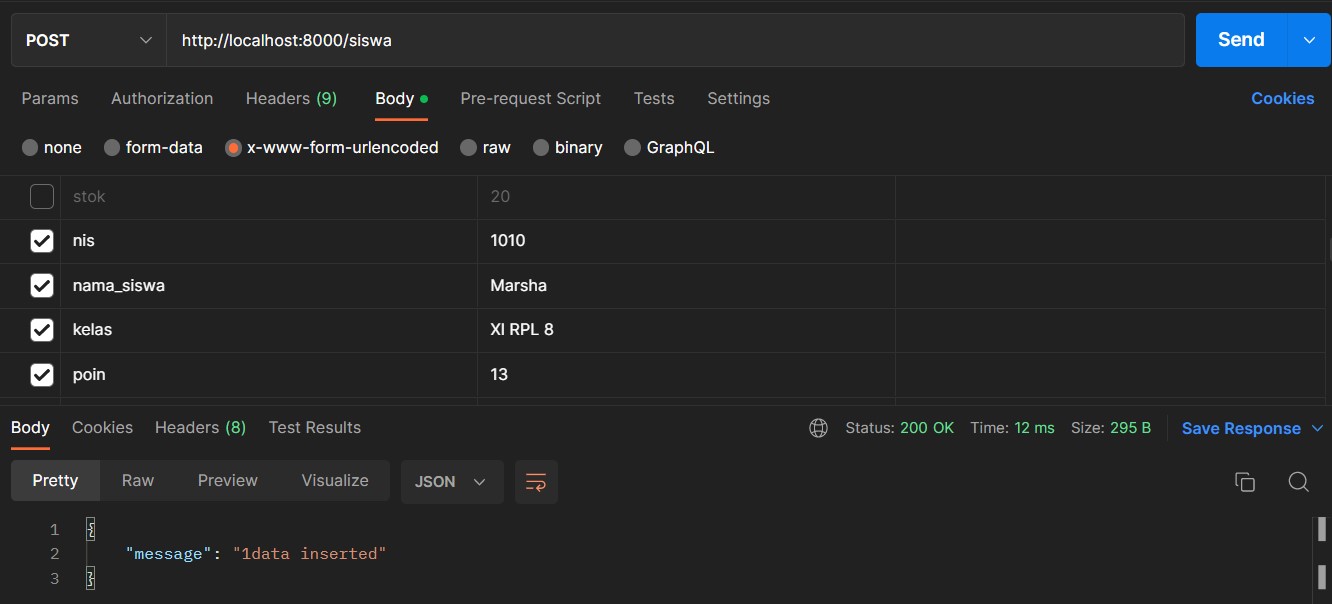 POST http://localhost:8000/siswa Send
Params Authorization Headers (9) Body Pre-request Script Tests Settings Cookies
none form-data x-www-form-urlencoded raw binary GraphQL
stok 20
nis 1010
nama_siswa Marsha
kelas XI RPL 8
poin 13
Body Cookies Headers (8) Test Results Status: 200 OK Time: 12 ms Size: 295 B Save Response
Pretty Raw Preview Visualize JSON
1 {
2 "message": "1data inserted"
3 }